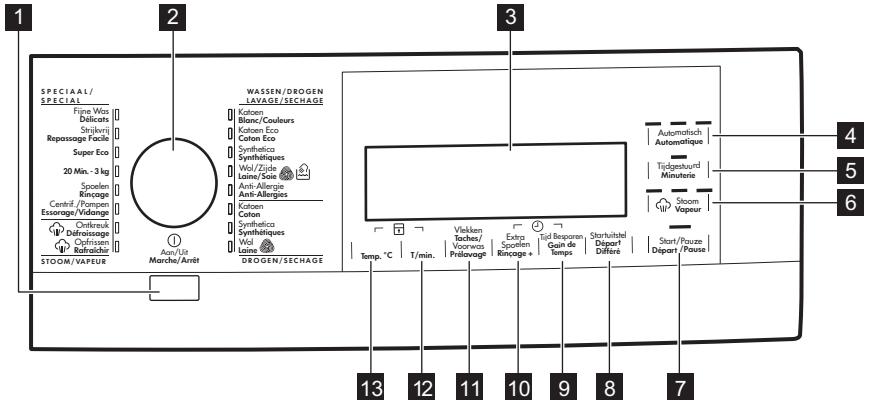 1
2
3
SPECIAAL/
SPECIAL
Fijne Was
Délicats
Strijkvrij
Repassage Facile
Super Eco
20 Min. - 3 kg
Spoelen
Rinçage
Centrif./Pompen
Essorage/Vidange
Ontkreuk
Défroissage
Opfrissen
Rafraîchir
STOOM/VAPEUR
Aan/Uit
Marche/Arrêt
WASSEN/DROGEN
LAVAGE/SECHAGE
Katoen
Blanc/Couleurs
Katoen Eco
Coton Eco
Synthetica
Synthétiques
Wol/Zijde
Laine/Soie
Anti-Allergie
Anti-Allergies
Katoen
Coton
Synthetica
Synthétiques
Wol
Laine
DROGEN/SECHAGE
Temp. °C
T/min.
Vlekken
Taches/
Voorwas
Prélavage
Extra
Spoelen
Rinçage +
Tijd Besparen
Gain de
Temps
Startuitstel
Départ
Différé
Automatisch
Automatique
Tijdgestuurd
Minuterie
Stoom
Vapeur
Start/Pauze
Départ/Pause
4
5
6
13
12
11
10
9
8
7